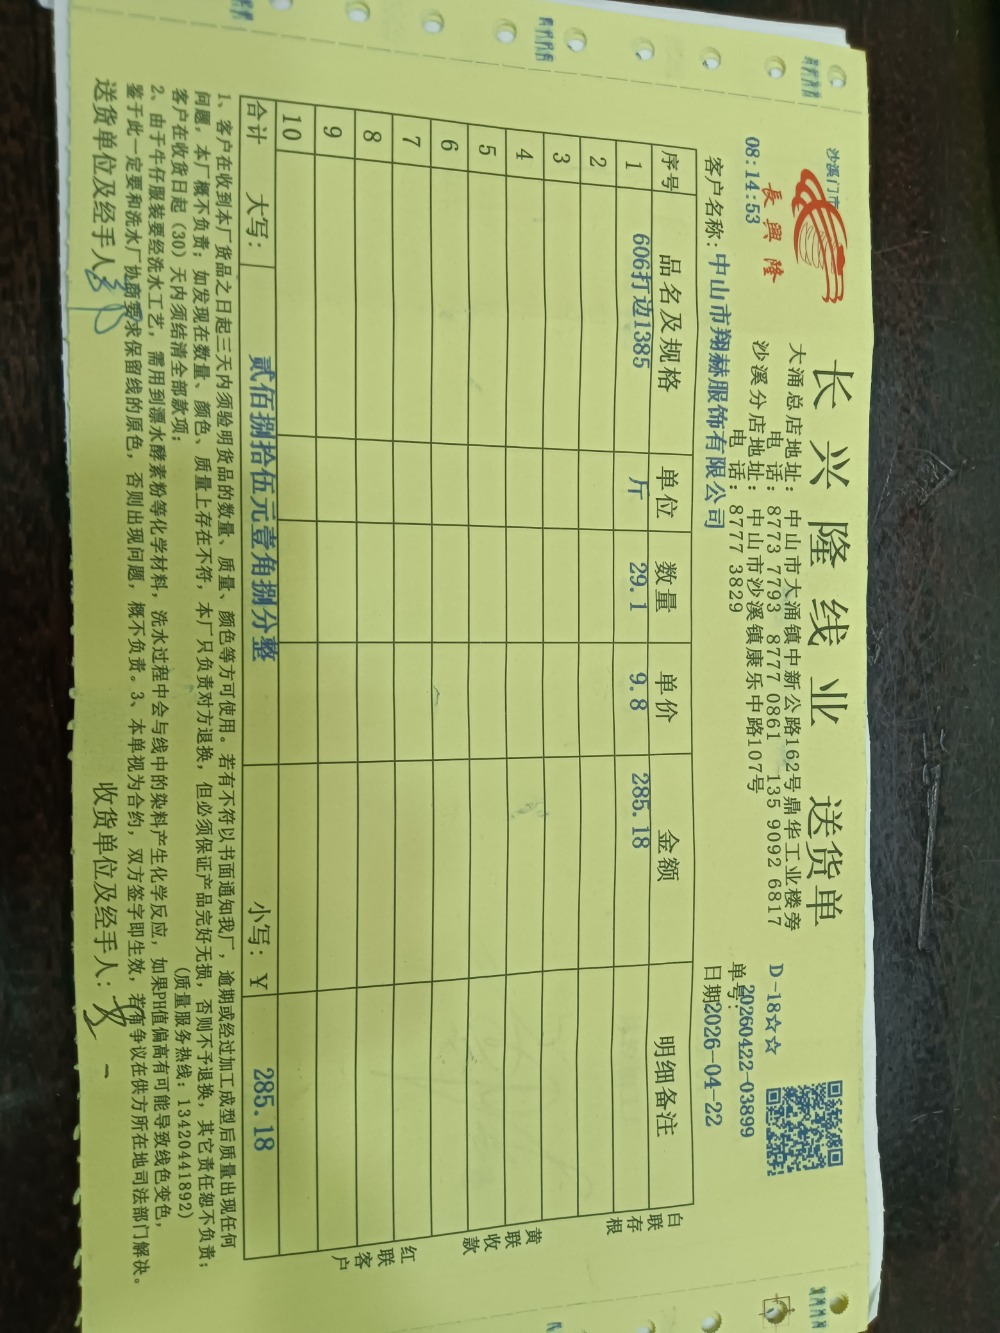 沙溪门市
長興隆
08:14:53
长兴隆线业 送货单
大涌总店地址：中山市大涌镇中新公路162号鼎华工业楼旁
电 话：8773 7793 8777 0861 135 9092 6817
沙溪分店地址：中山市沙溪镇康乐中路107号
电 话：8777 3829
D-18☆☆
单号：20260422-03899
日期2026-04-22
客户名称：中山市翔赫服饰有限公司
序号 品名及规格 单位 数量 单价 金额 明细备注
1 606打边1385 斤 29.1 9.8 285.18
2
3
4
5
6
7
8
9
10
合计 大写： 贰佰捌拾伍元壹角捌分整 小写：￥ 285.18
白联存根
黄联收款
红联客户
1、客户在收到本厂货品之日起三天内须验明货品的数量、质量、颜色等方可使用。若有不符以书面通知我厂，逾期或经过加工成型后质量出现任何
问题，本厂概不负责；如发现在数量、颜色、质量上存在不符，本厂只负责对方退换，但必须保证产品完好无损，否则不予退换，其它责任恕不负责；
客户在收货日起（30）天内须结清全部款项； （质量服务热线：13420441892）
2、由于牛仔服装要经洗水工艺，需用到漂水酵素粉等化学材料，洗水过程中会与线中的染料产生化学反应，如果PH值偏高有可能导致线色变色，
鉴于此一定要和洗水厂协商要求保留线的原色，否则出现问题，概不负责。3、本单视为合约，双方签字即生效，若有争议在供方所在地司法部门解决。
送货单位及经手人： 收货单位及经手人：